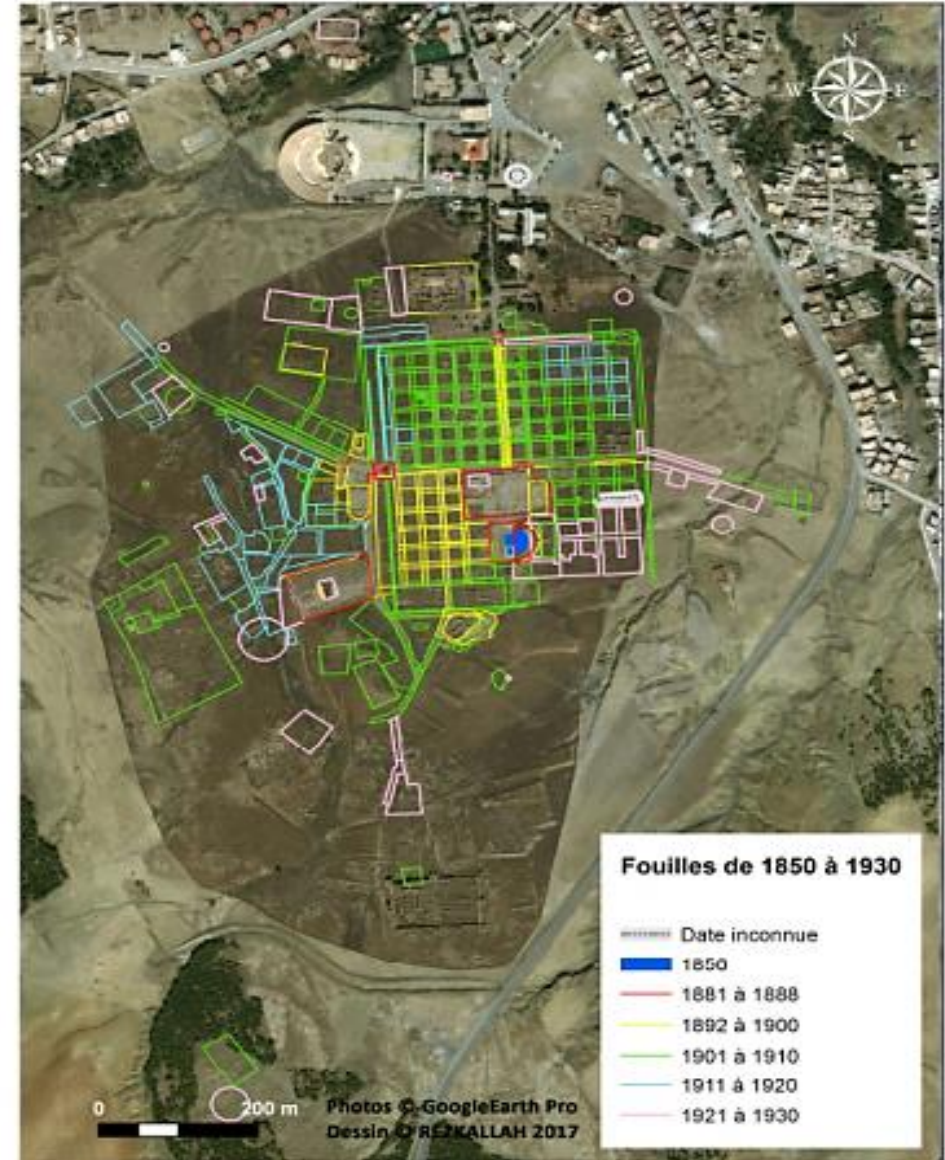 N
W E
S
Fouilles de 1850 à 1930
Date inconnue
1850
1881 à 1888
1892 à 1900
1901 à 1910
1911 à 1920
1921 à 1930
0 200 m
Photos © GoogleEarth Pro
Dessin © REZKALLAH 2017